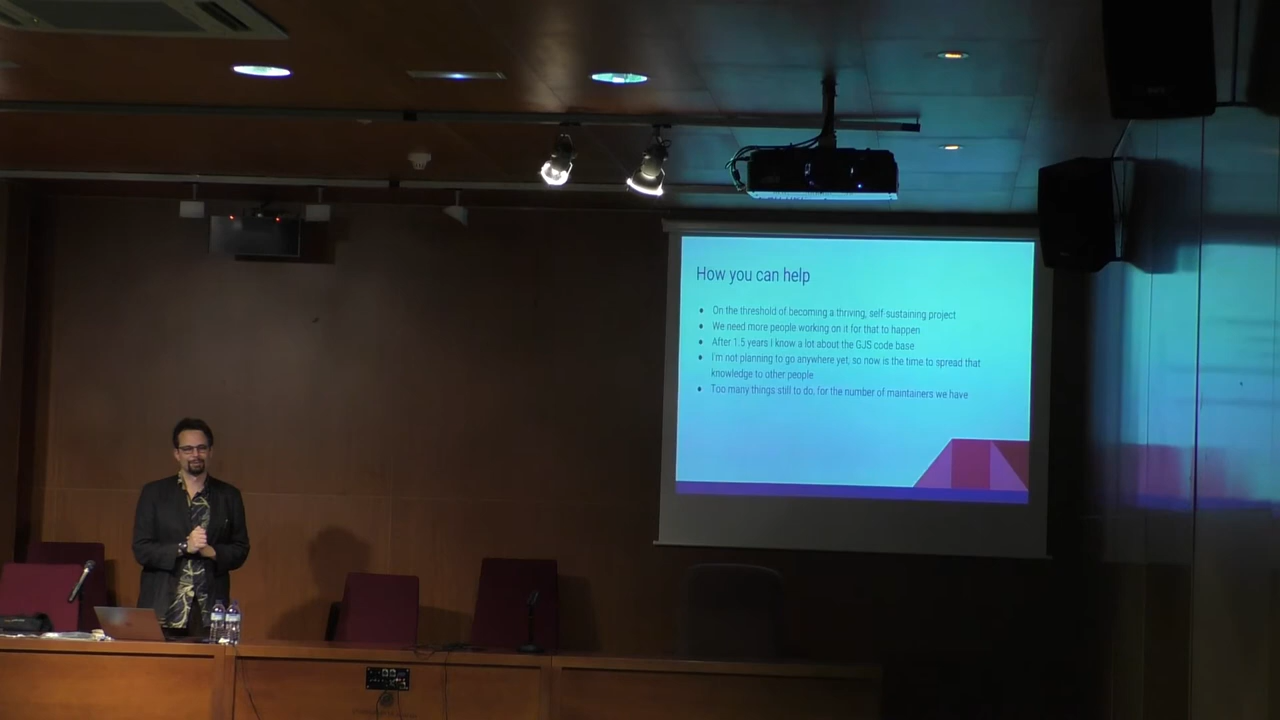 How you can help
On the threshold of becoming a thriving, self-sustaining project
We need more people working on it for that to happen
After 1.5 years I know a lot about the GJS code base
I'm not planning to go anywhere yet, so now is the time to spread that
knowledge to other people
Too many things still to do, for the number of maintainers we have